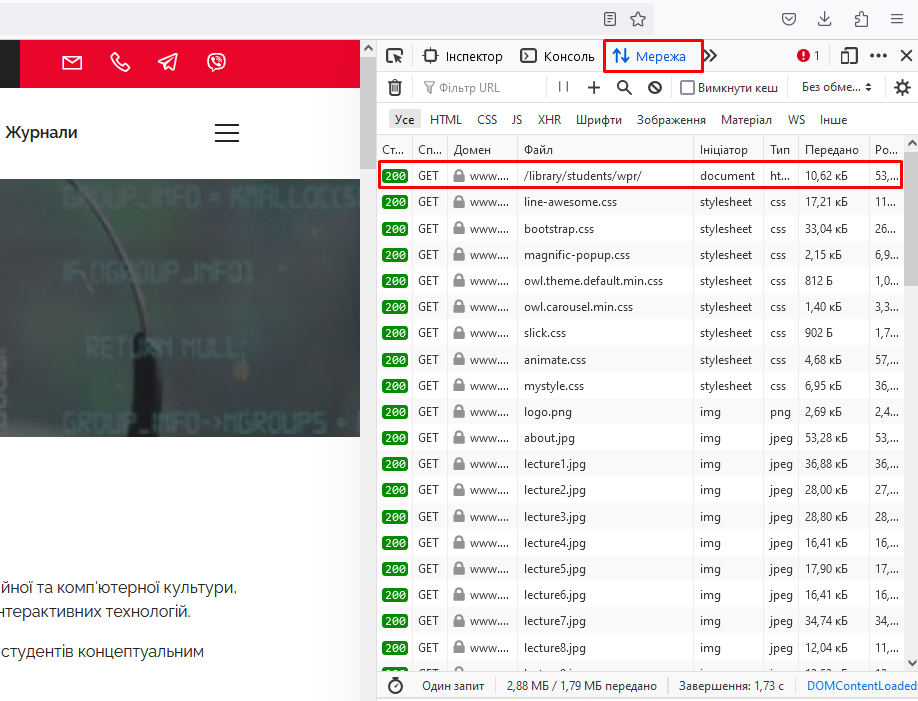 Інспектор Консоль Мережа 1
Фільтр URL Вимкнути кеш Без обме...
Журнали
Усе HTML CSS JS XHR Шрифти Зображення Матеріал WS Інше
Ст... Сп... Домен Файл Ініціатор Тип Передано Ро...
200 GET www.... /library/students/wpr/ document ht... 10,62 кБ 53,...
200 GET www.... line-awesome.css stylesheet css 17,21 кБ 11...
200 GET www.... bootstrap.css stylesheet css 33,04 кБ 26...
200 GET www.... magnific-popup.css stylesheet css 2,15 кБ 6,9...
200 GET www.... owl.theme.default.min.css stylesheet css 812 Б 1,0...
200 GET www.... owl.carousel.min.css stylesheet css 1,40 кБ 3,3...
200 GET www.... slick.css stylesheet css 902 Б 1,7...
200 GET www.... animate.css stylesheet css 4,68 кБ 57,...
200 GET www.... mystyle.css stylesheet css 6,95 кБ 36,...
200 GET www.... logo.png img png 2,69 кБ 2,4...
200 GET www.... about.jpg img jpeg 53,28 кБ 53,...
200 GET www.... lecture1.jpg img jpeg 36,88 кБ 36,...
200 GET www.... lecture2.jpg img jpeg 28,00 кБ 27,...
200 GET www.... lecture3.jpg img jpeg 28,80 кБ 28,...
200 GET www.... lecture4.jpg img jpeg 16,41 кБ 16,...
200 GET www.... lecture5.jpg img jpeg 17,90 кБ 17,...
200 GET www.... lecture6.jpg img jpeg 16,41 кБ 16,...
200 GET www.... lecture7.jpg img jpeg 34,74 кБ 34,...
200 GET www.... lecture8.jpg img jpeg 12,04 кБ 11,...
IF (!GROUP_INFO)
RETURN NULL;
GROUP_INFO->NGROUPS =
йної та комп'ютерної культури,
нтерактивних технологій.
студентів концептуальним
Один запит 2,88 МБ / 1,79 МБ передано Завершення: 1,73 с DOMContentLoaded